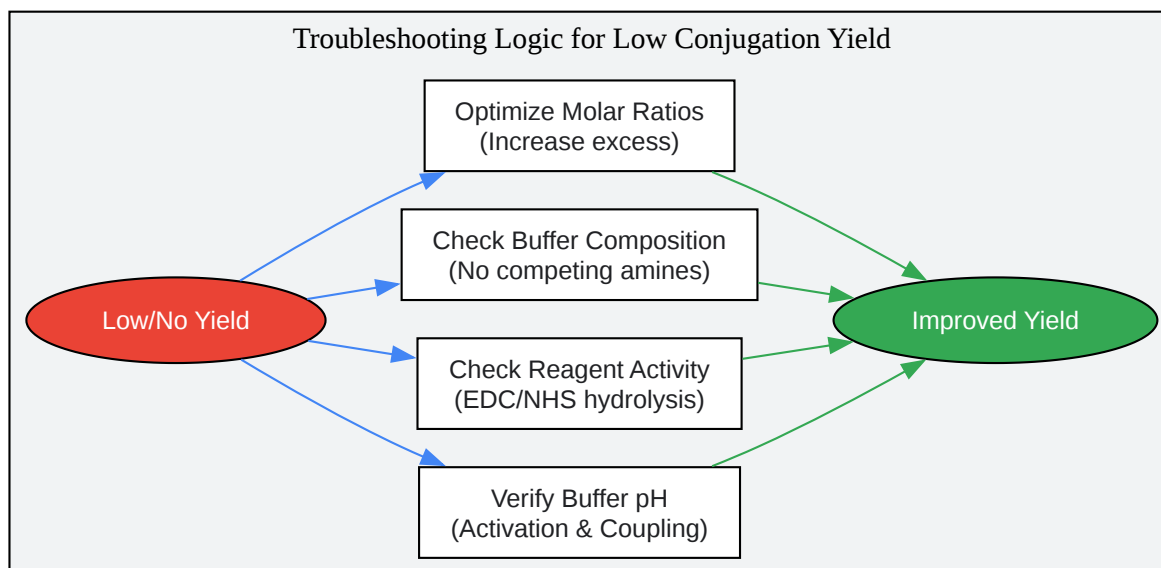 Troubleshooting Logic for Low Conjugation Yield
Optimize Molar Ratios
(Increase excess)
Check Buffer Composition
(No competing amines)
Low/No Yield
Improved Yield
Check Reagent Activity
(EDC/NHS hydrolysis)
Verify Buffer pH
(Activation & Coupling)